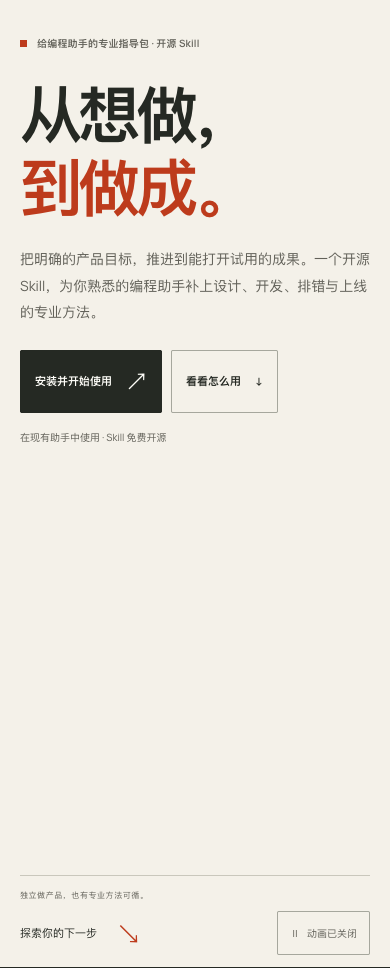 给编程助手的专业指导包 · 开源 Skill
从想做，
到做成。
把明确的产品目标，推进到能打开试用的成果。一个开源
Skill，为你熟悉的编程助手补上设计、开发、排错与上线
的专业方法。
安装并开始使用 ↗
看看怎么用 ↓
在现有助手中使用 · Skill 免费开源
独立做产品，也有专业方法可循。
探索你的下一步 ↘
II 动画已关闭